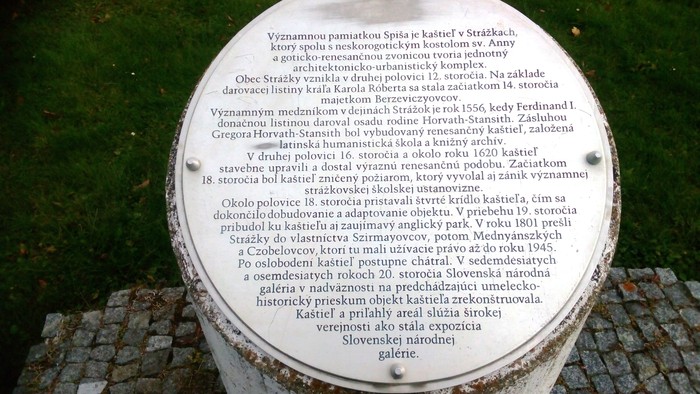 Významnou pamiatkou Spiša je kaštieľ v Strážkach,
ktorý spolu s neskorogotickým kostolom sv. Anny
a goticko-renesančnou zvonicou tvoria jednotný
architektonicko-urbanistický komplex.
Obec Strážky vznikla v druhej polovici 12. storočia. Na základe
darovacej listiny kráľa Karola Róberta sa stala začiatkom 14. storočia
majetkom Berzeviczyovcov.
Významným medzníkom v dejinách Strážok je rok 1556, kedy Ferdinand I.
donačnou listinou daroval osadu rodine Horvath-Stansith. Zásluhou
Gregora Horvath-Stansith bol vybudovaný renesančný kaštieľ, založená
latinská humanistická škola a knižný archív.
V druhej polovici 16. storočia a okolo roku 1620 kaštieľ
stavebne upravili a dostal výraznú renesančnú podobu. Začiatkom
18. storočia bol kaštieľ zničený požiarom, ktorý vyvolal aj zánik významnej
strážkovskej školskej ustanovizne.
Okolo polovice 18. storočia pristavali štvrté krídlo kaštieľa, čím sa
dokončilo dobudovanie a adaptovanie objektu. V priebehu 19. storočia
pribudol ku kaštieľu aj zaujímavý anglický park. V roku 1801 prešli
Strážky do vlastníctva Szirmayovcov, potom Mednyánszkých
a Czobelovcov, ktorí tu mali užívacie právo až do roku 1945.
Po oslobodení kaštieľ postupne chátral. V sedemdesiatych
a osemdesiatych rokoch 20. storočia Slovenská národná
galéria v nadväznosti na predchádzajúci umelecko-
historický prieskum objekt kaštieľa zrekonštruovala.
Kaštieľ a priľahlý areál slúžia širokej
verejnosti ako stála expozícia
Slovenskej národnej
galérie.